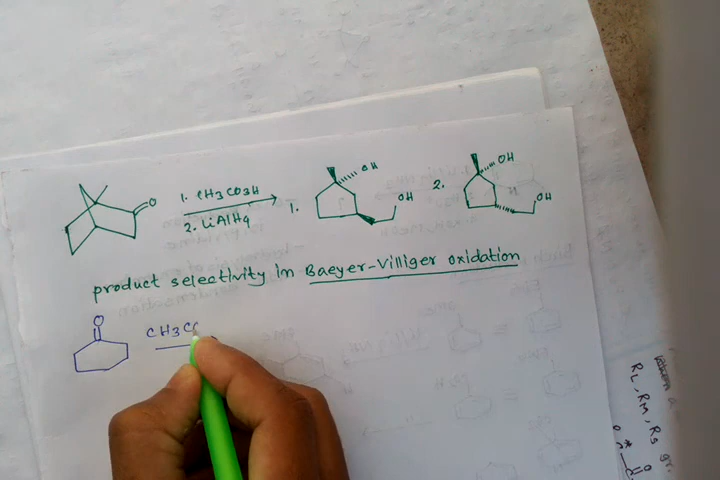 O
1. CH3CO3H
2. LiAlH4
1.
OH
OH
2.
OH
OH
product selectivity in Baeyer-Villiger oxidation
O
CH3C
RL, RM, RS gr.